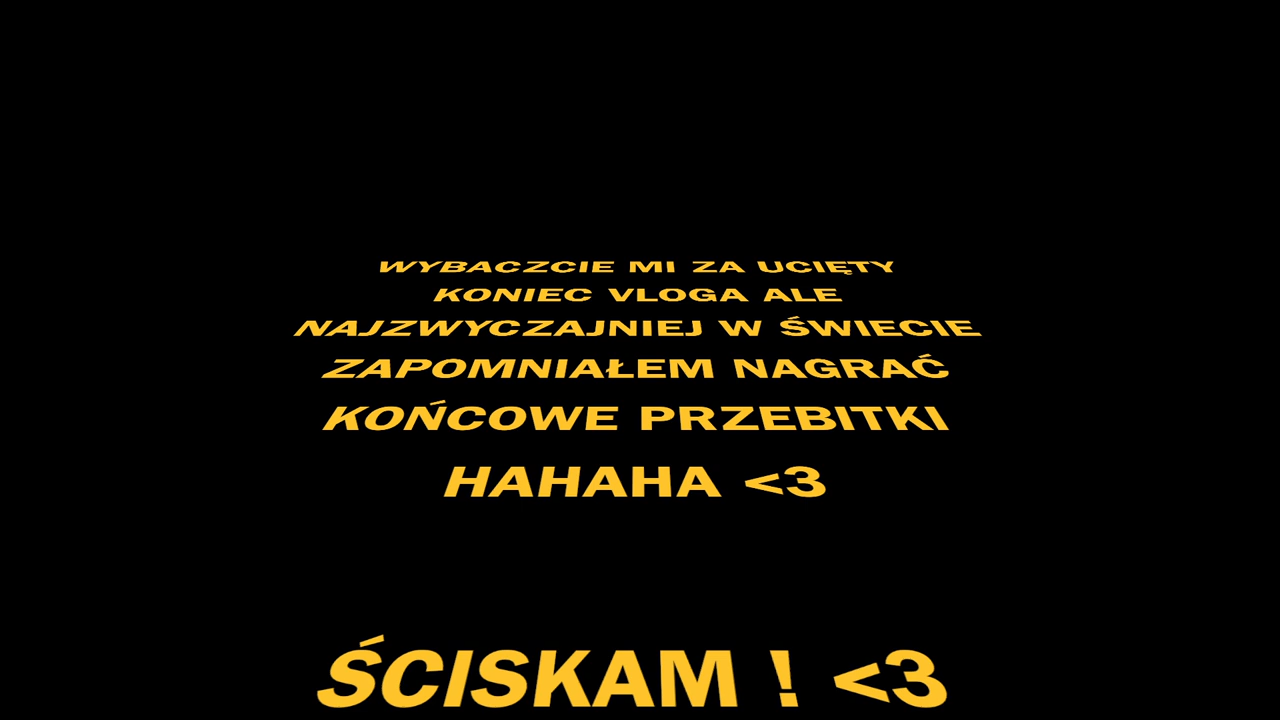 WYBACZCIE MI ZA UCIĘTY
KONIEC VLOGA ALE
NAJZWYCZAJNIEJ W ŚWIECIE
ZAPOMNIAŁEM NAGRAĆ
KOŃCOWE PRZEBITKI
HAHAHA <3
ŚCISKAM ! <3